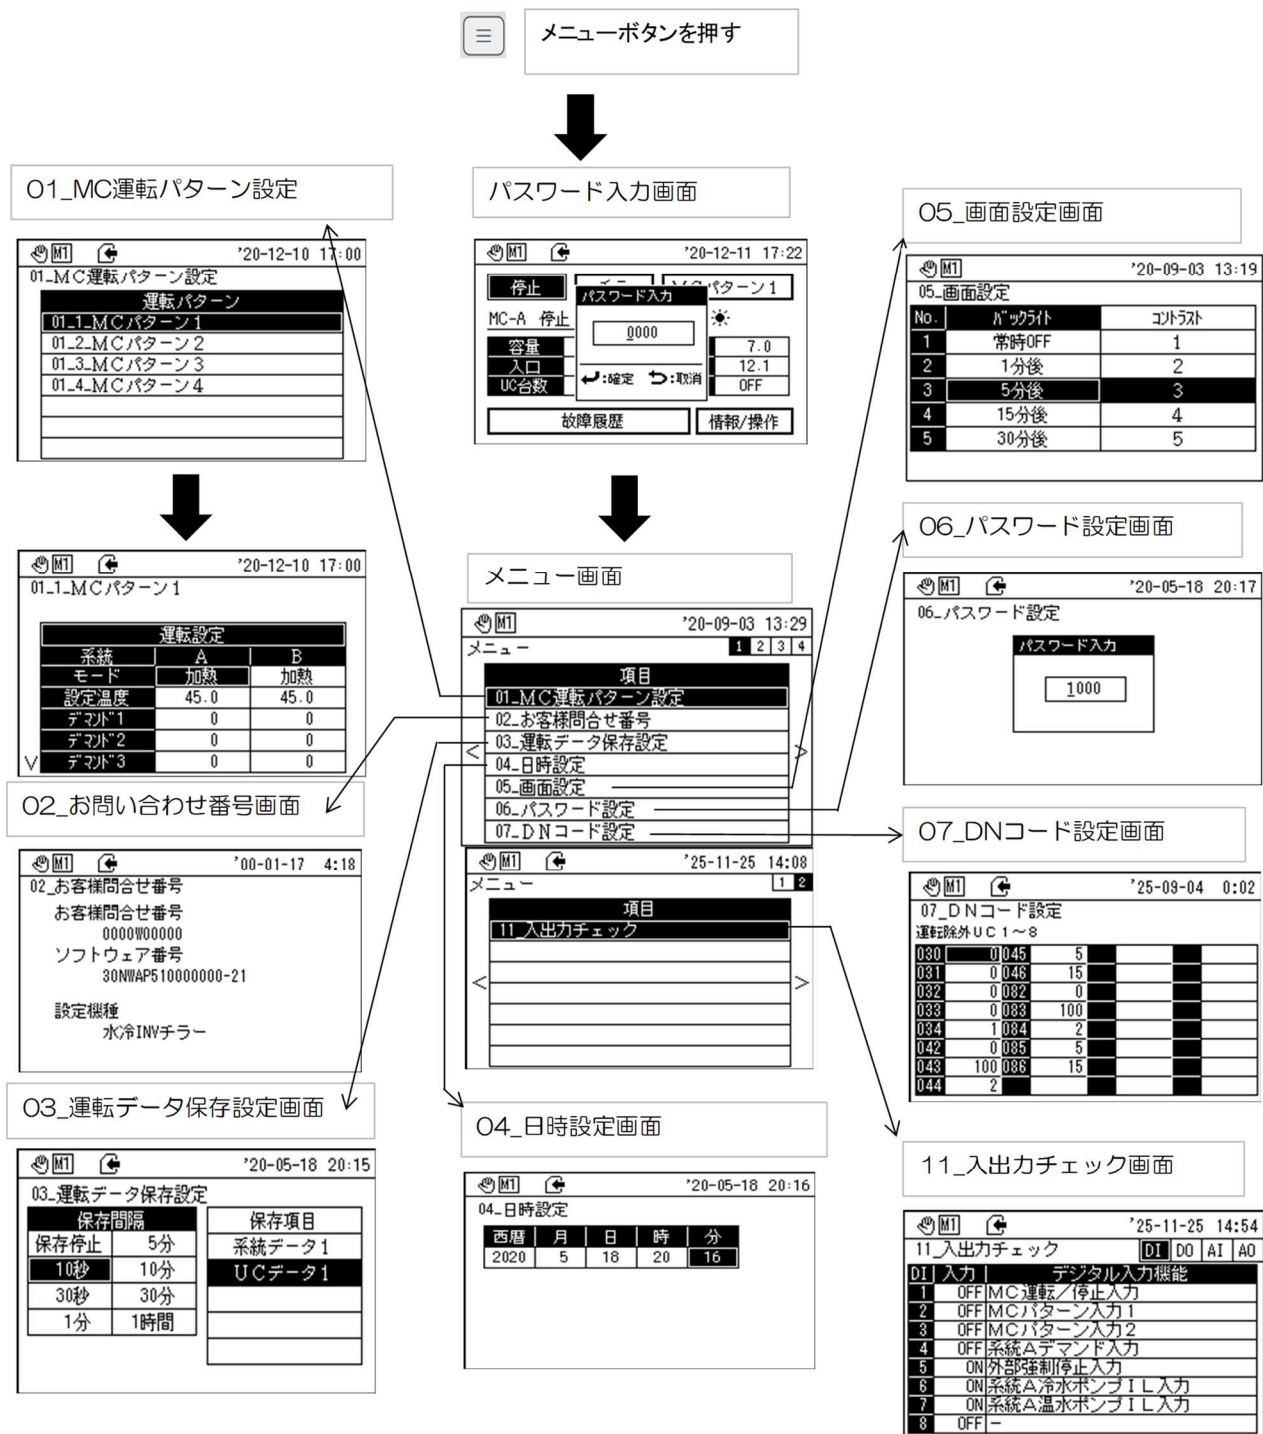 メニューボタンを押す
01_MC運転パターン設定
M1
'20-12-10 17:00
01_MC運転パターン設定
運転パターン
01_1_MCパターン1
01_2_MCパターン2
01_3_MCパターン3
01_4_MCパターン4
M1
'20-12-10 17:00
01_1_MCパターン1
運転設定
系統 A B
モード 加熱 加熱
設定温度 45.0 45.0
デマンド1 0 0
デマンド2 0 0
デマンド3 0 0
02_お問い合わせ番号画面
M1
'00-01-17 4:18
02_お客様問合せ番号
お客様問合せ番号
0000W00000
ソフトウェア番号
30NWAP510000000-21
設定機種
水冷INVチラー
03_運転データ保存設定画面
M1
'20-05-18 20:15
03_運転データ保存設定
保存間隔
保存停止 5分
10秒 10分
30秒 30分
1分 1時間
保存項目
系統データ1
UCデータ1
パスワード入力画面
M1
'20-12-11 17:22
停止
パターン1
パスワード入力
MC-A 停止
0000
容量 7.0
入口 12.1
UC台数 OFF
:確定 :取消
故障履歴 情報/操作
メニュー画面
M1
'20-09-03 13:29
メニュー 1 2 3 4
項目
01_MC運転パターン設定
02_お客様問合せ番号
03_運転データ保存設定
04_日時設定
05_画面設定
06_パスワード設定
07_DNコード設定
< >
M1
'25-11-25 14:08
メニュー 1 2
項目
11_入出力チェック
< >
04_日時設定画面
M1
'20-05-18 20:16
04_日時設定
西暦 月 日 時 分
2020 5 18 20 16
05_画面設定画面
M1
'20-09-03 13:19
05_画面設定
No. バックライト コントラスト
1 常時OFF 1
2 1分後 2
3 5分後 3
4 15分後 4
5 30分後 5
06_パスワード設定画面
M1
'20-05-18 20:17
06_パスワード設定
パスワード入力
1000
07_DNコード設定画面
M1
'25-09-04 0:02
07_DNコード設定
運転除外UC1～8
030 0 045 5
031 0 046 15
032 0 082 0
033 0 083 100
034 1 084 2
042 0 085 5
043 100 086 15
044 2
11_入出力チェック画面
M1
'25-11-25 14:54
11_入出力チェック DI DO AI AO
DI 入力 デジタル入力機能
1 OFF MC運転／停止入力
2 OFF MCパターン入力1
3 OFF MCパターン入力2
4 OFF 系統Aデマンド入力
5 ON 外部強制停止入力
6 ON 系統A冷水ポンプIL入力
7 ON 系統A温水ポンプIL入力
8 OFF －